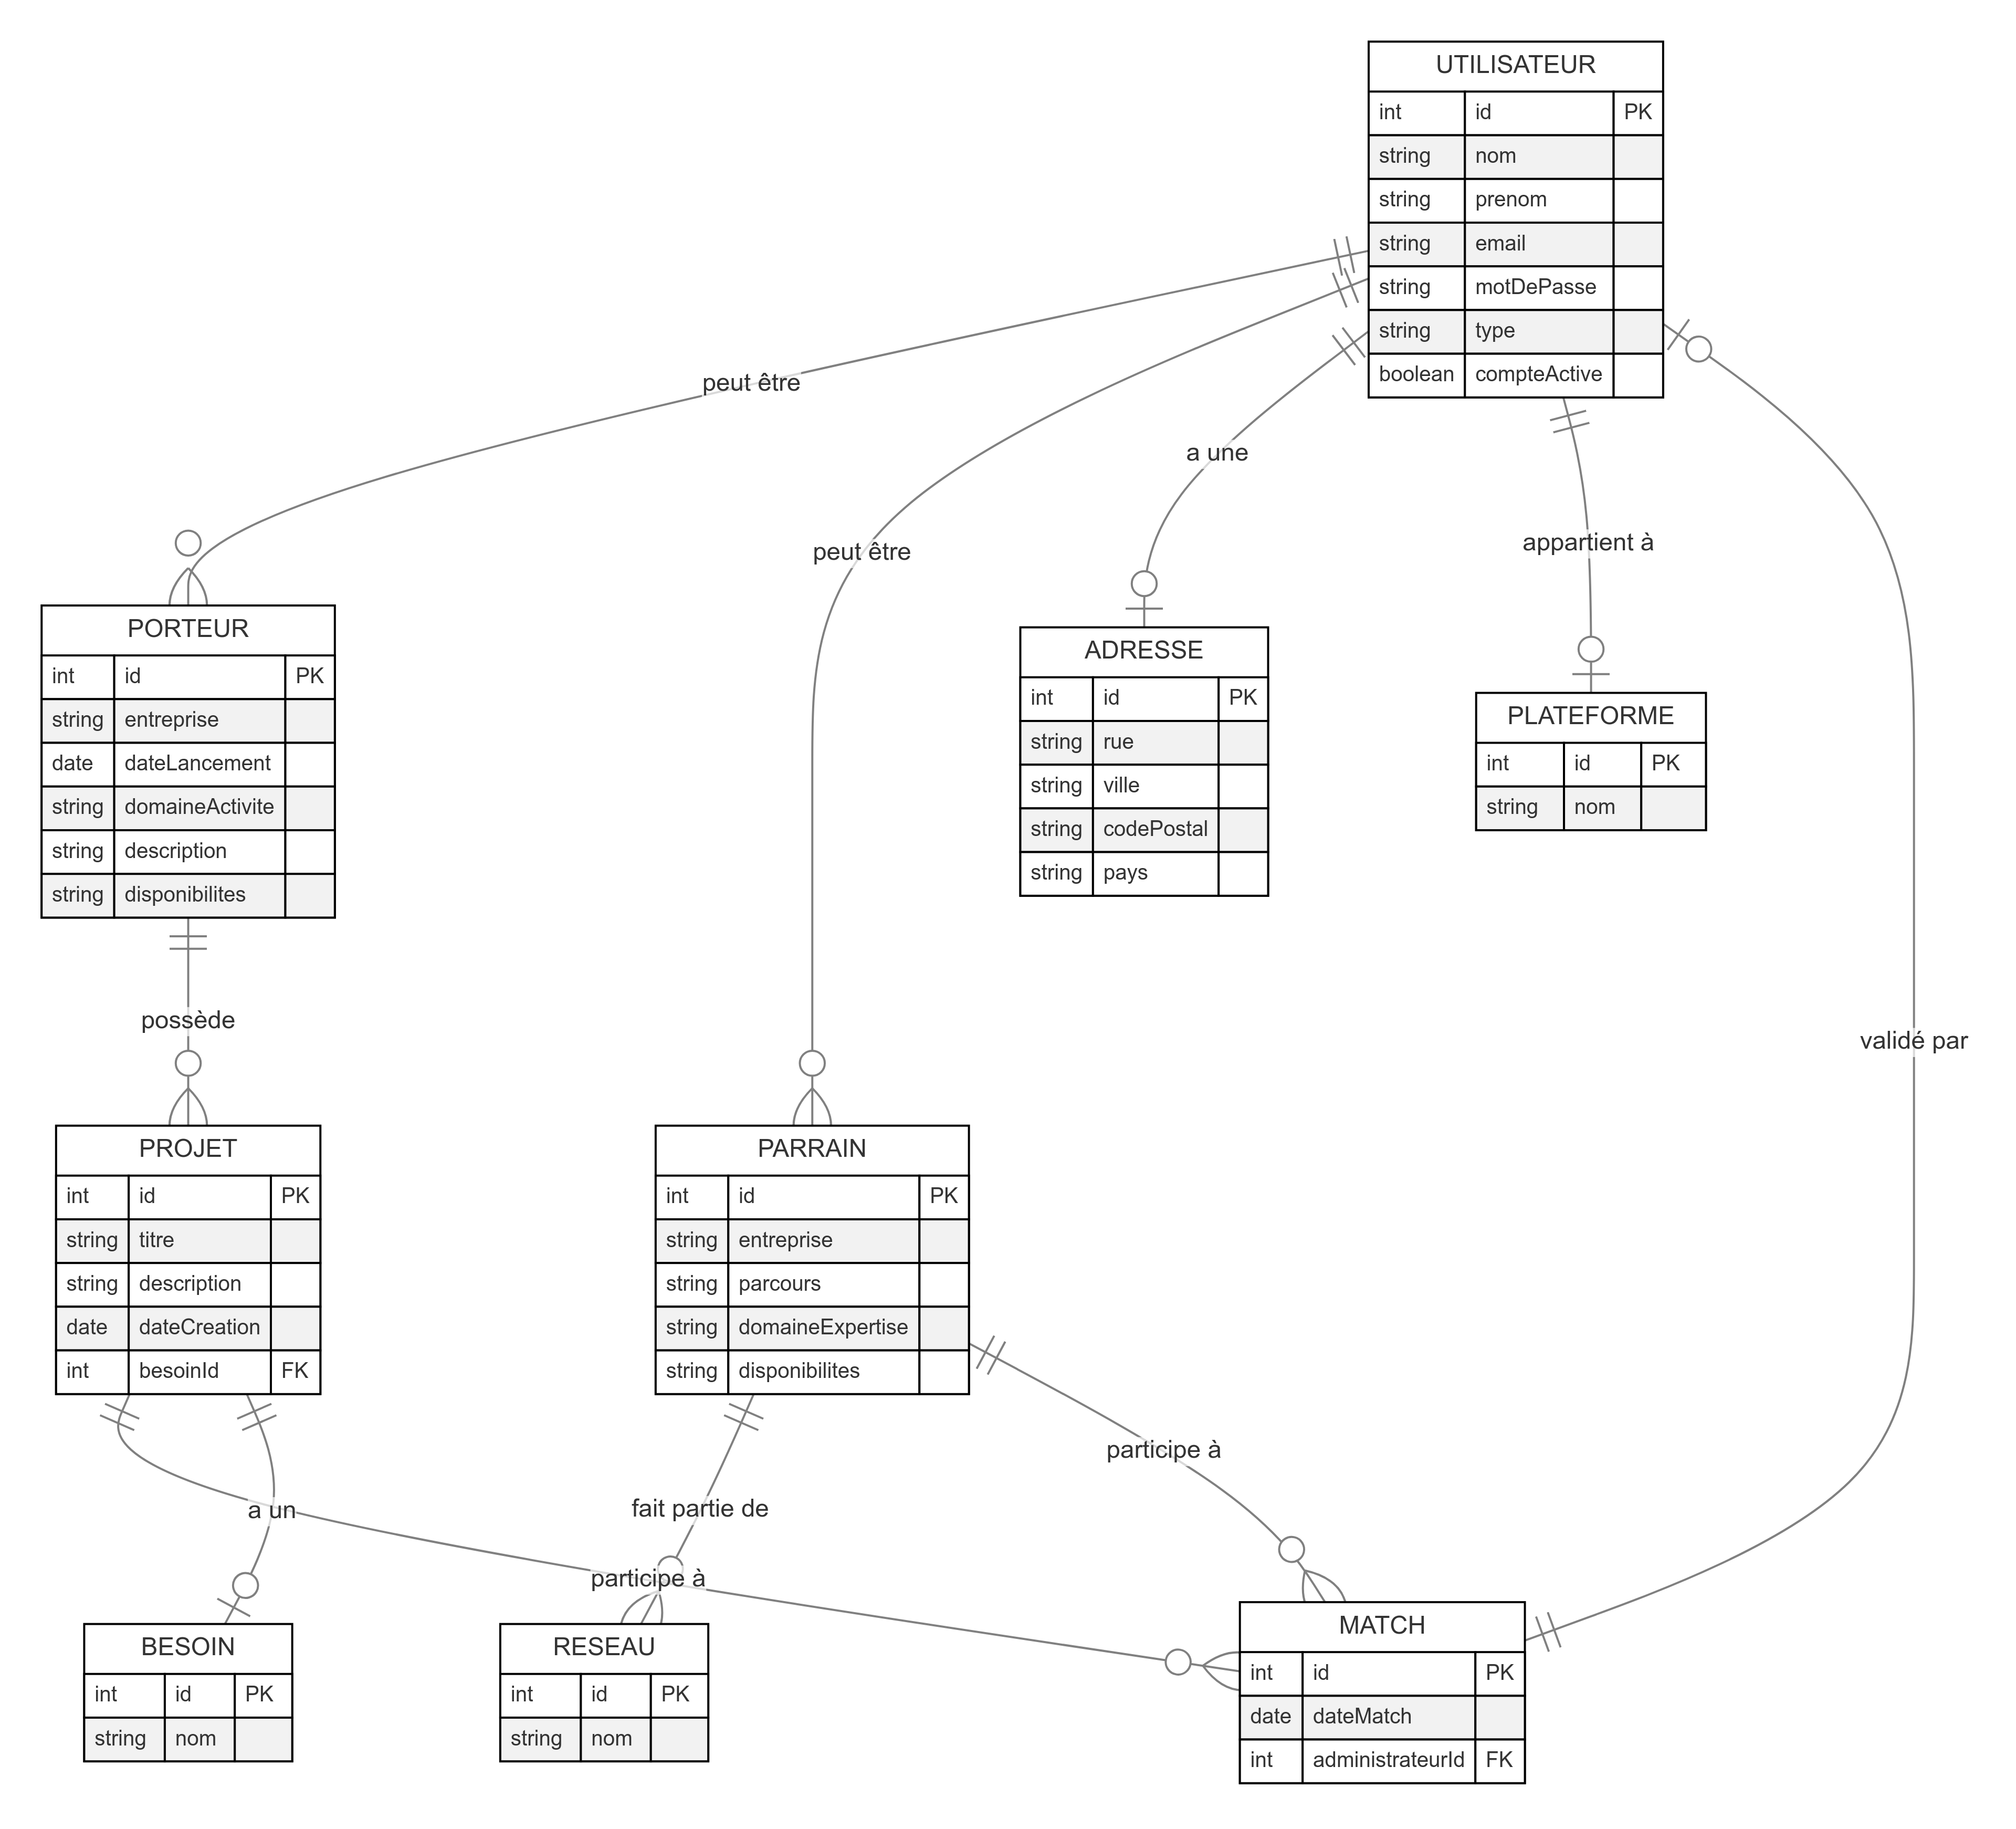 UTILISATEUR
int id PK
string nom
string prenom
string email
string motDePasse
string type
boolean compteActive
peut être
a une
appartient à
peut être
PORTEUR
int id PK
string entreprise
date dateLancement
string domaineActivite
string description
string disponibilites
ADRESSE
int id PK
string rue
string ville
string codePostal
string pays
PLATEFORME
int id PK
string nom
possède
validé par
PROJET
int id PK
string titre
string description
date dateCreation
int besoinId FK
PARRAIN
int id PK
string entreprise
string parcours
string domaineExpertise
string disponibilites
participe à
a un
fait partie de
participe à
BESOIN
int id PK
string nom
RESEAU
int id PK
string nom
MATCH
int id PK
date dateMatch
int administrateurId FK